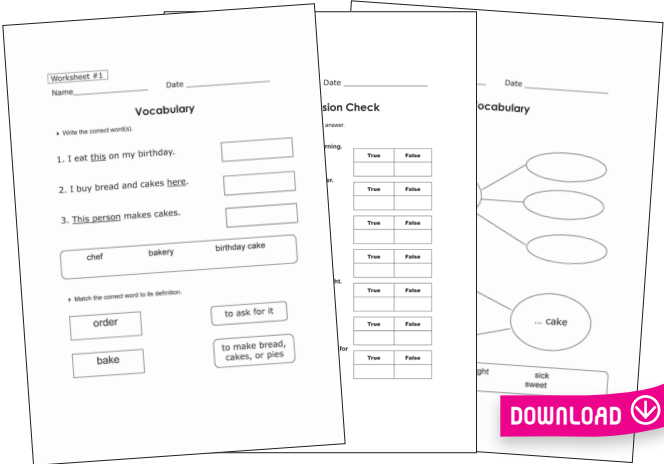 Worksheet #1
Name Date
Vocabulary
Write the correct word(s).
1. I eat this on my birthday.
2. I buy bread and cakes here.
3. This person makes cakes.
chef bakery birthday cake
Match the correct word to its definition.
order to ask for it
bake to make bread,
cakes, or pies
Date
sion Check
answer.
rning.
True False
er.
True False
True False
True False
ht.
True False
True False
for
True False
Date
ocabulary
... cake
ght sick
sweet
DOWNLOAD